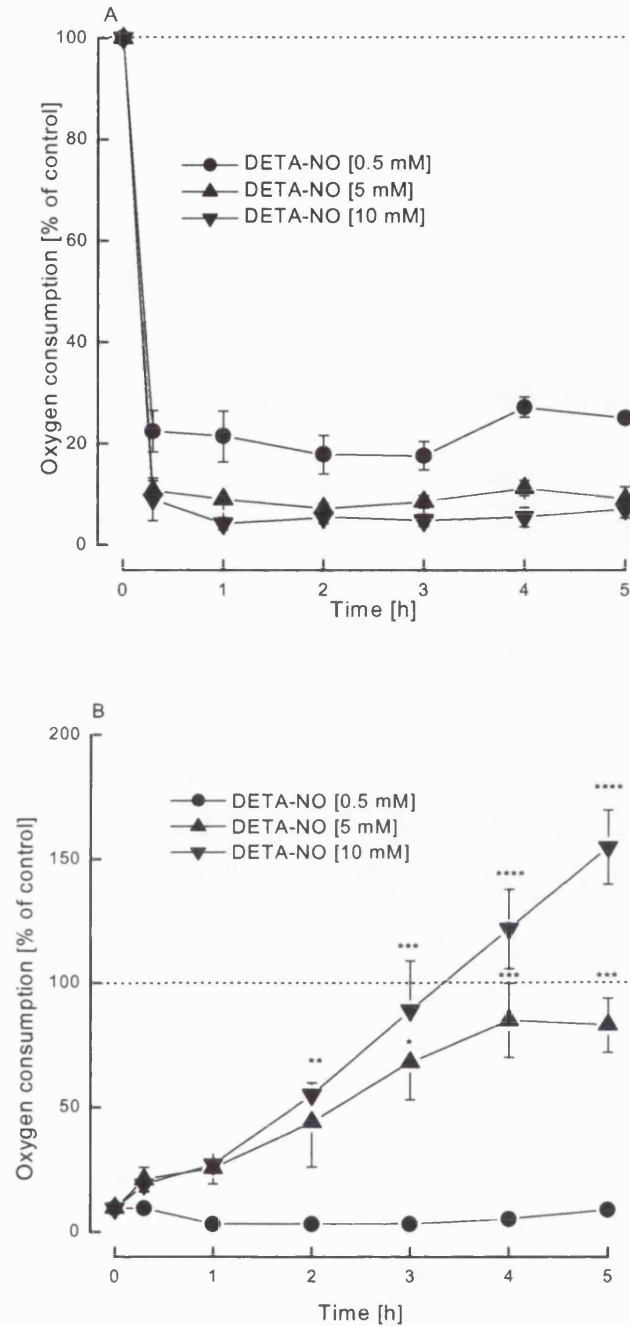 A
Oxygen consumption [% of control]
100
80
60
40
20
0
DETA-NO [0.5 mM]
DETA-NO [5 mM]
DETA-NO [10 mM]
0 1 2 3 4 5
Time [h]
B
Oxygen consumption [% of control]
200
150
100
50
0
DETA-NO [0.5 mM]
DETA-NO [5 mM]
DETA-NO [10 mM]
**
***
*
****
***
****
***
0 1 2 3 4 5
Time [h]